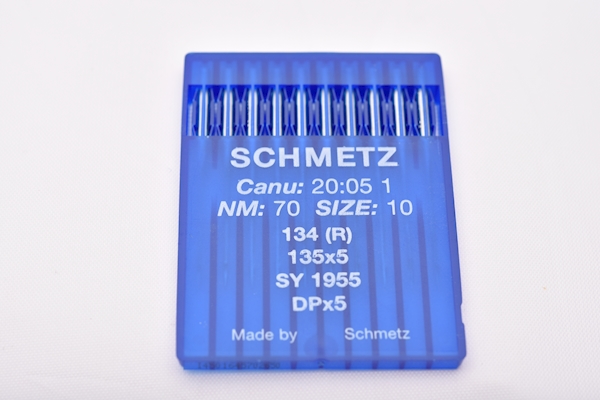 SCHMETZ
Canu: 20:05 1
NM: 70 SIZE: 10
134 (R)
135x5
SY 1955
DPx5
Made by Schmetz